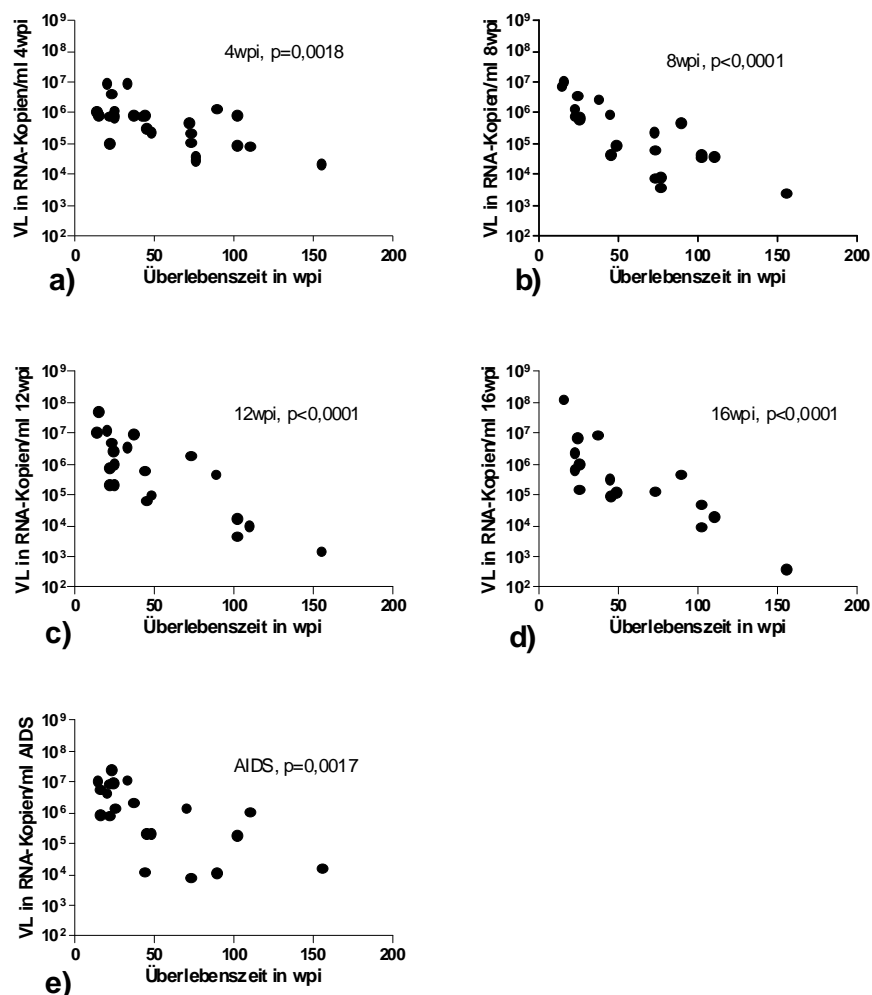 VL in RNA-Kopien/ml 4wpi
10⁹
10⁸
10⁷
10⁶
10⁵
10⁴
10³
10²
4wpi, p=0,0018
0 50 100 150 200
Überlebenszeit in wpi
a)
VL in RNA-Kopien/ml 8wpi
10⁹
10⁸
10⁷
10⁶
10⁵
10⁴
10³
10²
8wpi, p<0,0001
0 50 100 150 200
Überlebenszeit in wpi
b)
VL in RNA-Kopien/ml 12wpi
10⁹
10⁸
10⁷
10⁶
10⁵
10⁴
10³
10²
12wpi, p<0,0001
0 50 100 150 200
Überlebenszeit in wpi
c)
VL in RNA-Kopien/ml 16wpi
10⁹
10⁸
10⁷
10⁶
10⁵
10⁴
10³
10²
16wpi, p<0,0001
0 50 100 150 200
Überlebenszeit in wpi
d)
VL in RNA-Kopien/ml AIDS
10⁹
10⁸
10⁷
10⁶
10⁵
10⁴
10³
10²
AIDS, p=0,0017
0 50 100 150 200
Überlebenszeit in wpi
e)